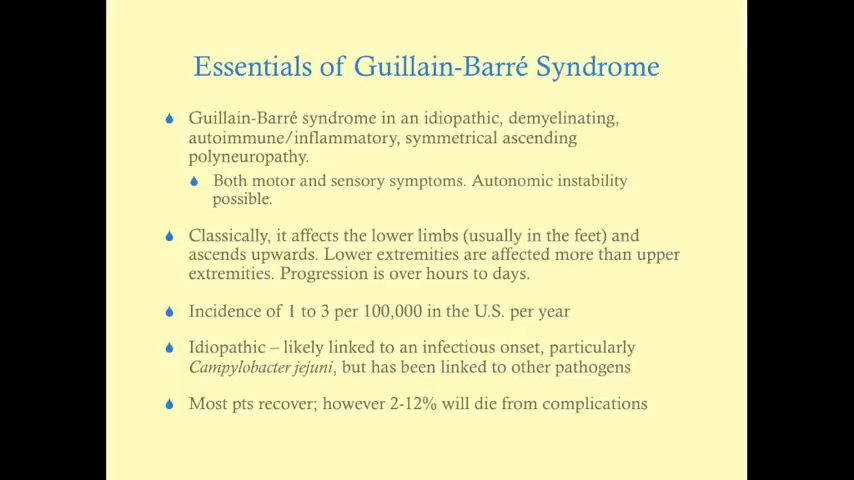 Essentials of Guillain-Barré Syndrome
Guillain-Barré syndrome in an idiopathic, demyelinating,
autoimmune/inflammatory, symmetrical ascending
polyneuropathy.
Both motor and sensory symptoms. Autonomic instability
possible.
Classically, it affects the lower limbs (usually in the feet) and
ascends upwards. Lower extremities are affected more than upper
extremities. Progression is over hours to days.
Incidence of 1 to 3 per 100,000 in the U.S. per year
Idiopathic – likely linked to an infectious onset, particularly
Campylobacter jejuni, but has been linked to other pathogens
Most pts recover; however 2-12% will die from complications